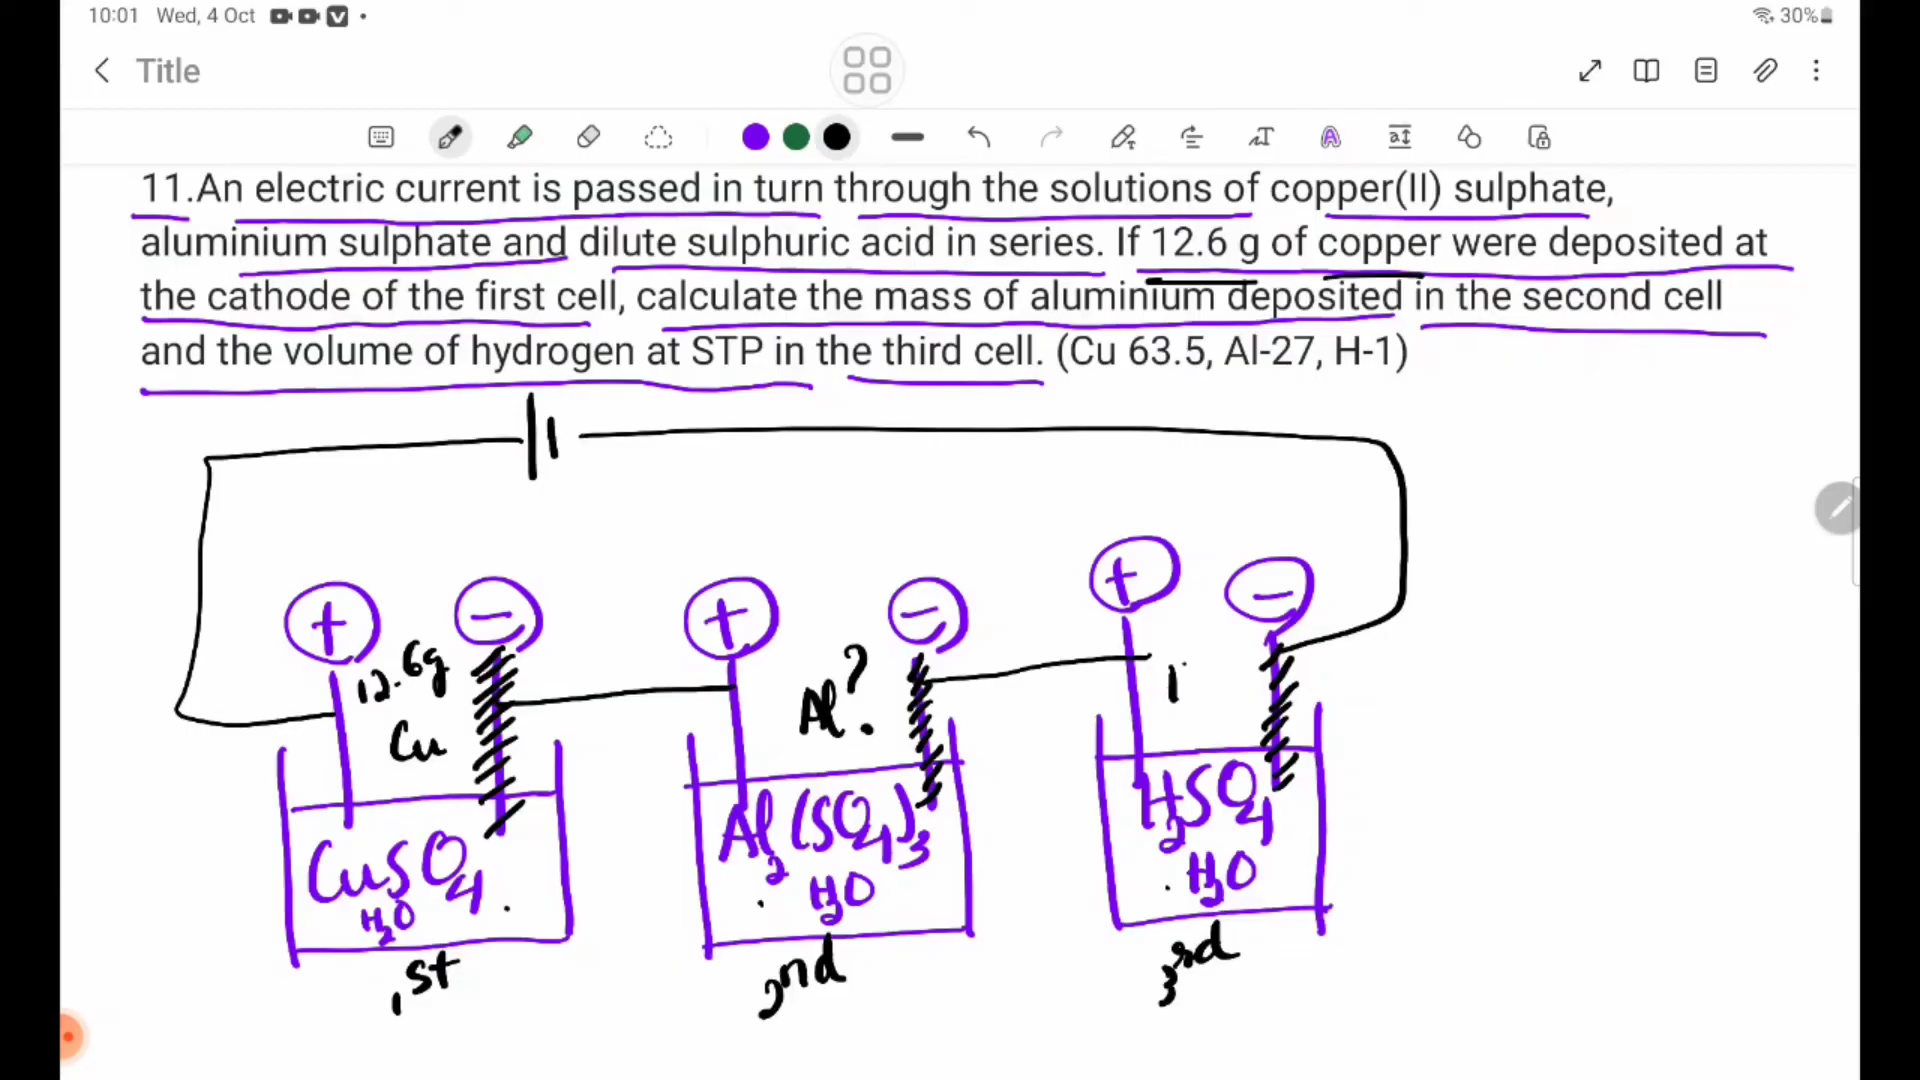 10:01 Wed, 4 Oct
30%
Title
11.An electric current is passed in turn through the solutions of copper(II) sulphate,
aluminium sulphate and dilute sulphuric acid in series. If 12.6 g of copper were deposited at
the cathode of the first cell, calculate the mass of aluminium deposited in the second cell
and the volume of hydrogen at STP in the third cell. (Cu 63.5, Al-27, H-1)
+ − + − + −
12.6g
Cu
Al?
CuSO4
H2O
Al2(SO4)3
H2O
H2SO4
H2O
1st
2nd
3rd